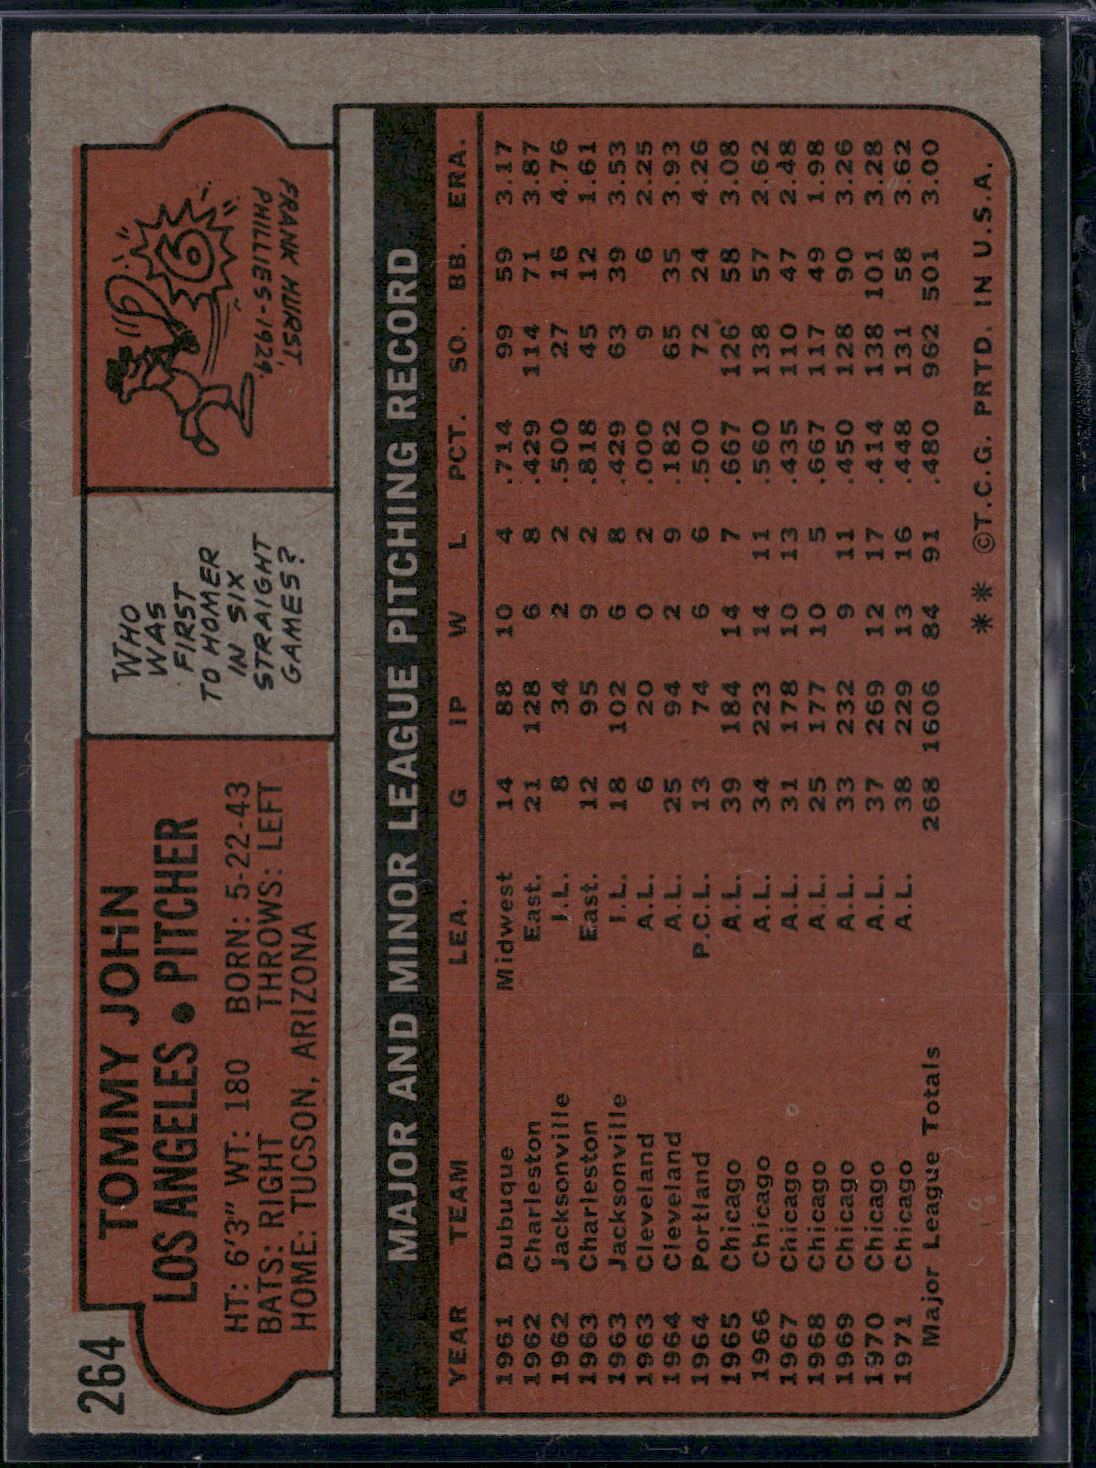 264
TOMMY JOHN
LOS ANGELES • PITCHER
HT: 6'3" WT: 180 BORN: 5-22-43
BATS: RIGHT THROWS: LEFT
HOME: TUCSON, ARIZONA
WHO
WAS
FIRST
TO HOMER
IN SIX
STRAIGHT
GAMES?
6
FRANK HURST,
PHILLIES-1929.
MAJOR AND MINOR LEAGUE PITCHING RECORD
YEAR TEAM LEA. G IP W L PCT. SO. BB. ERA.
1961 Dubuque Midwest 14 88 10 4 .714 99 59 3.17
1962 Charleston East. 21 128 6 8 .429 114 71 3.87
1962 Jacksonville I.L. 8 34 2 2 .500 27 16 4.76
1963 Charleston East. 12 95 9 2 .818 45 12 1.61
1963 Jacksonville I.L. 18 102 6 8 .429 63 39 3.53
1963 Cleveland A.L. 6 20 0 2 .000 9 6 2.25
1964 Cleveland A.L. 25 94 2 9 .182 65 35 3.93
1964 Portland P.C.L. 13 74 6 6 .500 72 24 4.26
1965 Chicago A.L. 39 184 14 7 .667 126 58 3.08
1966 Chicago A.L. 34 223 14 11 .560 138 57 2.62
1967 Chicago A.L. 31 178 10 13 .435 110 47 2.48
1968 Chicago A.L. 25 177 10 5 .667 117 49 1.98
1969 Chicago A.L. 33 232 9 11 .450 128 90 3.26
1970 Chicago A.L. 37 269 12 17 .414 138 101 3.28
1971 Chicago A.L. 38 229 13 16 .448 131 58 3.62
Major League Totals 268 1606 84 91 .480 962 501 3.00
** ©T.C.G. PRTD. IN U.S.A.